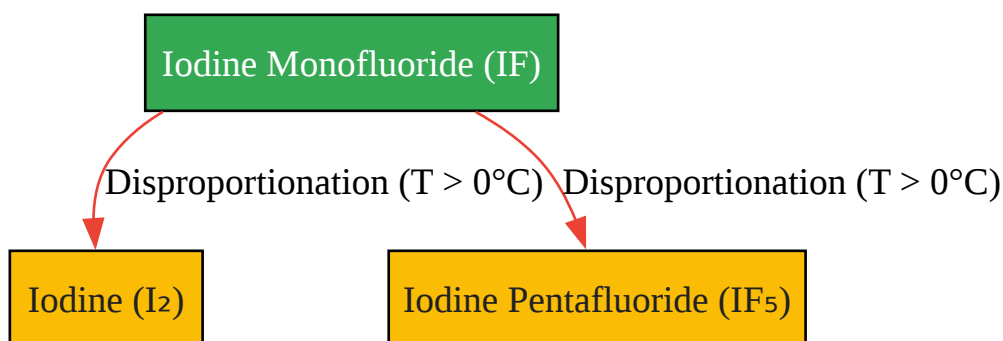 Iodine Monofluoride (IF)
Disproportionation (T > 0°C)
Disproportionation (T > 0°C)
Iodine (I₂)
Iodine Pentafluoride (IF₅)